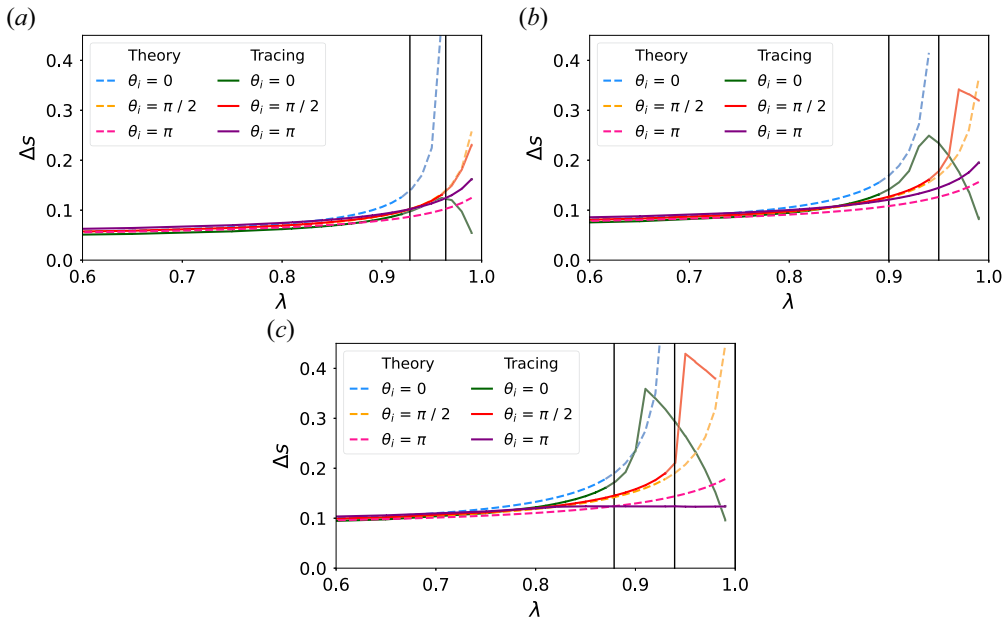 (a)
Theory Tracing
θi = 0 θi = 0
θi = π / 2 θi = π / 2
θi = π θi = π
Δs
0.4
0.3
0.2
0.1
0.0
0.6 0.7 0.8 0.9 1.0
λ
(b)
Theory Tracing
θi = 0 θi = 0
θi = π / 2 θi = π / 2
θi = π θi = π
Δs
0.4
0.3
0.2
0.1
0.0
0.6 0.7 0.8 0.9 1.0
λ
(c)
Theory Tracing
θi = 0 θi = 0
θi = π / 2 θi = π / 2
θi = π θi = π
Δs
0.4
0.3
0.2
0.1
0.0
0.6 0.7 0.8 0.9 1.0
λ